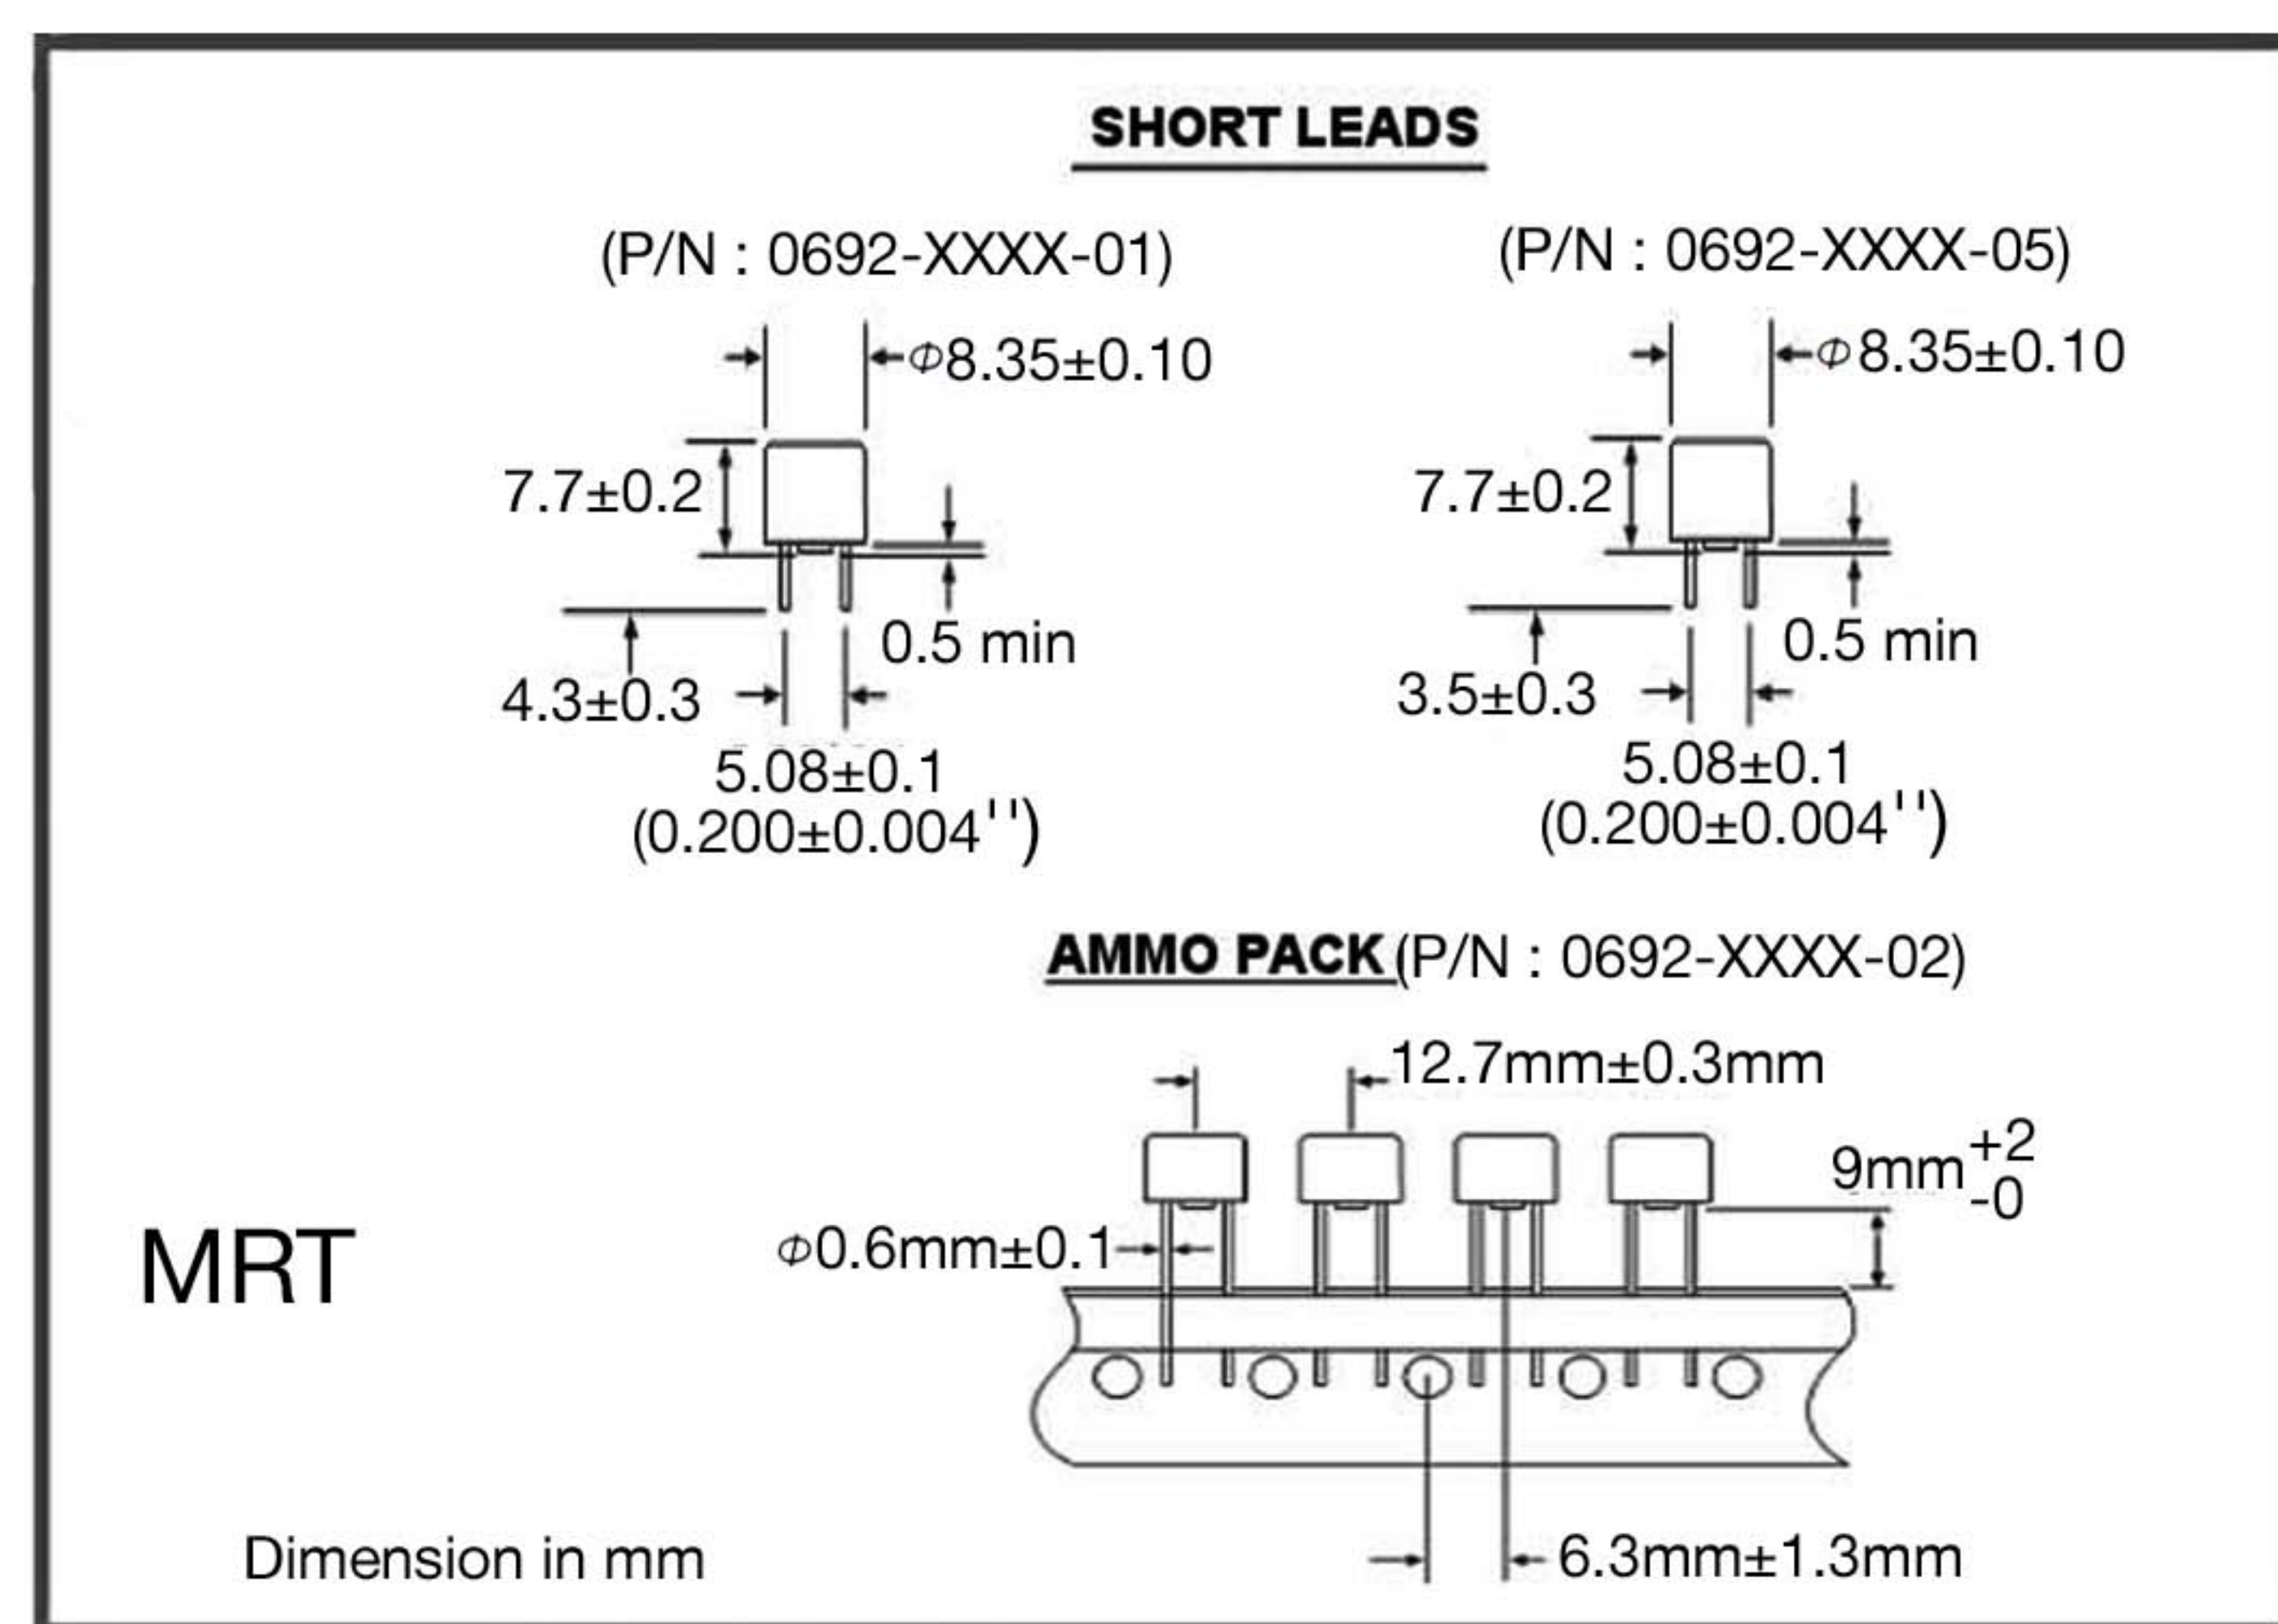 SHORT LEADS
(P/N : 0692-XXXX-01)
(P/N : 0692-XXXX-05)
Φ8.35±0.10
Φ8.35±0.10
7.7±0.2
7.7±0.2
0.5 min
0.5 min
4.3±0.3
3.5±0.3
5.08±0.1
(0.200±0.004'')
5.08±0.1
(0.200±0.004'')
AMMO PACK (P/N : 0692-XXXX-02)
12.7mm±0.3mm
9mm +2 -0
Φ0.6mm±0.1
MRT
6.3mm±1.3mm
Dimension in mm